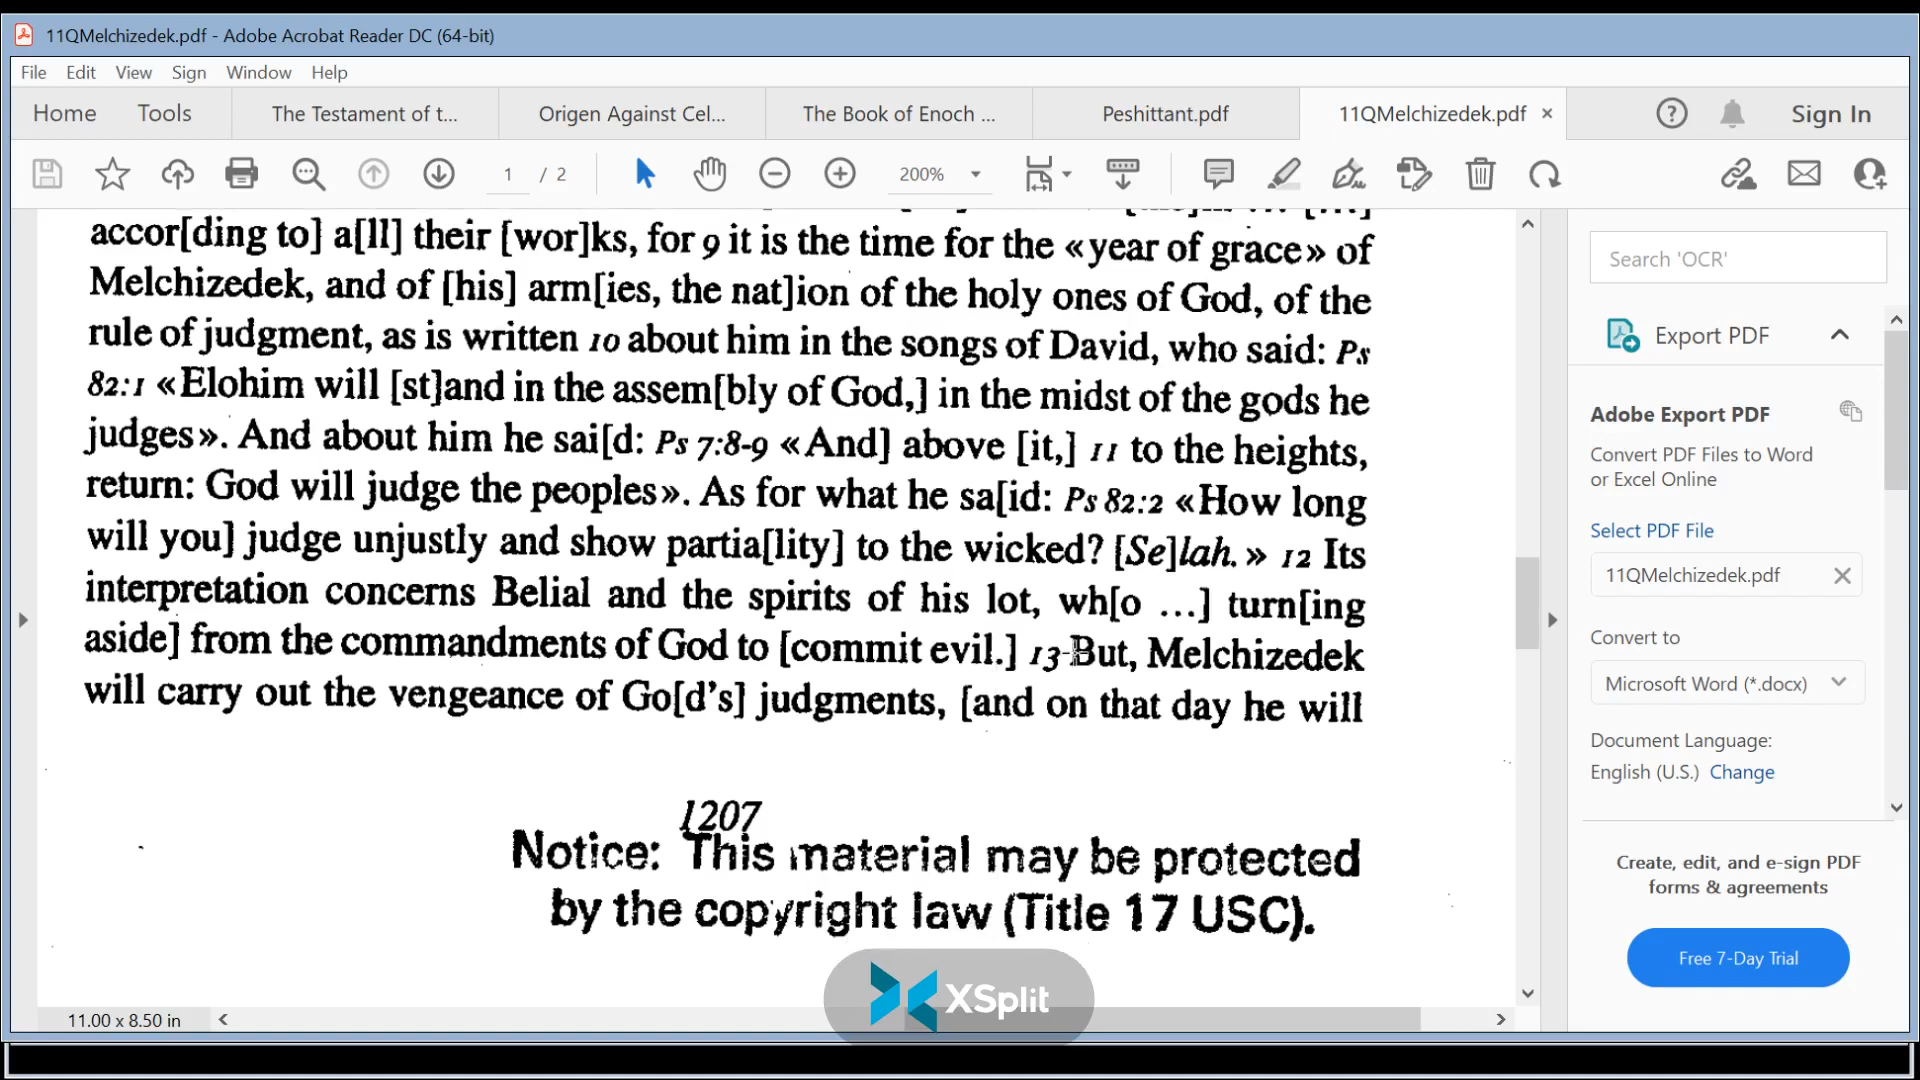 11QMelchizedek.pdf - Adobe Acrobat Reader DC (64-bit)
File Edit View Sign Window Help
Home Tools The Testament of t... Origen Against Cel... The Book of Enoch ... Peshittant.pdf 11QMelchizedek.pdf × Sign In
1 / 2 200%
accor[ding to] a[ll] their [wor]ks, for 9 it is the time for the «year of grace» of
Melchizedek, and of [his] arm[ies, the nat]ion of the holy ones of God, of the
rule of judgment, as is written 10 about him in the songs of David, who said: Ps
82:1 «Elohim will [st]and in the assem[bly of God,] in the midst of the gods he
judges». And about him he sai[d: Ps 7:8-9 «And] above [it,] 11 to the heights,
return: God will judge the peoples». As for what he sa[id: Ps 82:2 «How long
will you] judge unjustly and show partia[lity] to the wicked? [Se]lah.» 12 Its
interpretation concerns Belial and the spirits of his lot, wh[o ...] turn[ing
aside] from the commandments of God to [commit evil.] 13 But, Melchizedek
will carry out the vengeance of Go[d's] judgments, [and on that day he will
1207
Notice: This material may be protected
by the copyright law (Title 17 USC).
XSplit
11.00 x 8.50 in
Search 'OCR'
Export PDF
Adobe Export PDF
Convert PDF Files to Word
or Excel Online
Select PDF File
11QMelchizedek.pdf
Convert to
Microsoft Word (*.docx)
Document Language:
English (U.S.) Change
Create, edit, and e-sign PDF
forms & agreements
Free 7-Day Trial